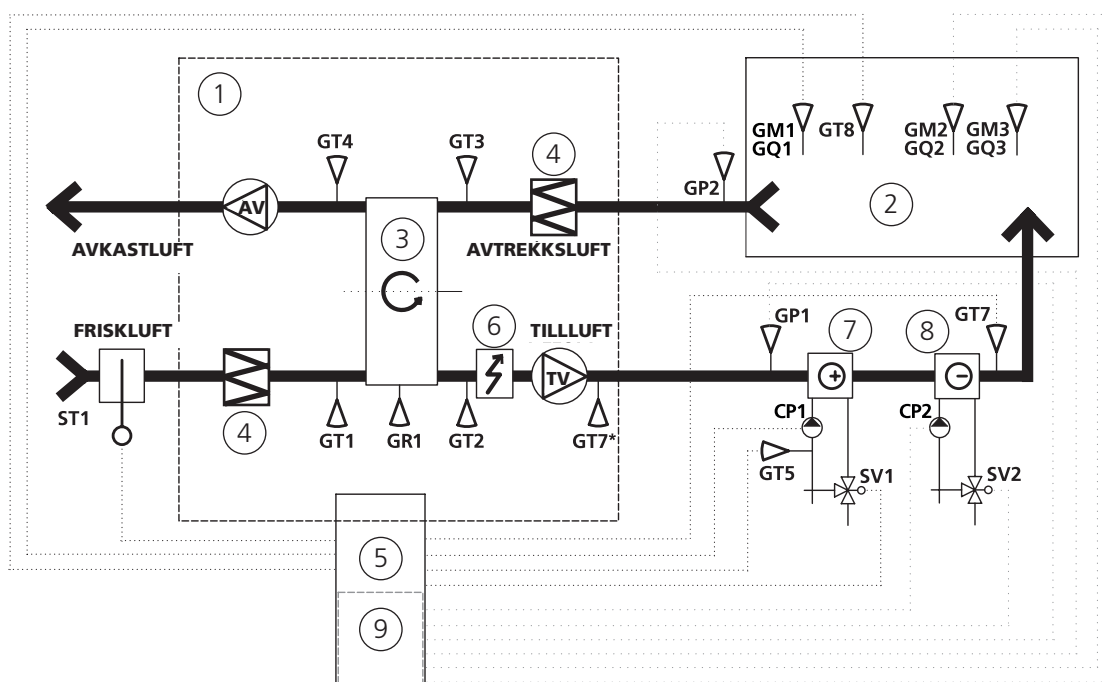 1
GT4
GT3
4
GM1
GQ1
GT8
GM2
GQ2
GM3
GQ3
GP2
2
AV
3
AVKASTLUFT
AVTREKKSLUFT
FRISKLUFT
6
TILLLUFT
GP1
7
8
GT7
TV
ST1
4
GT1
GR1
GT2
GT7*
CP1
CP2
GT5
SV1
SV2
5
9